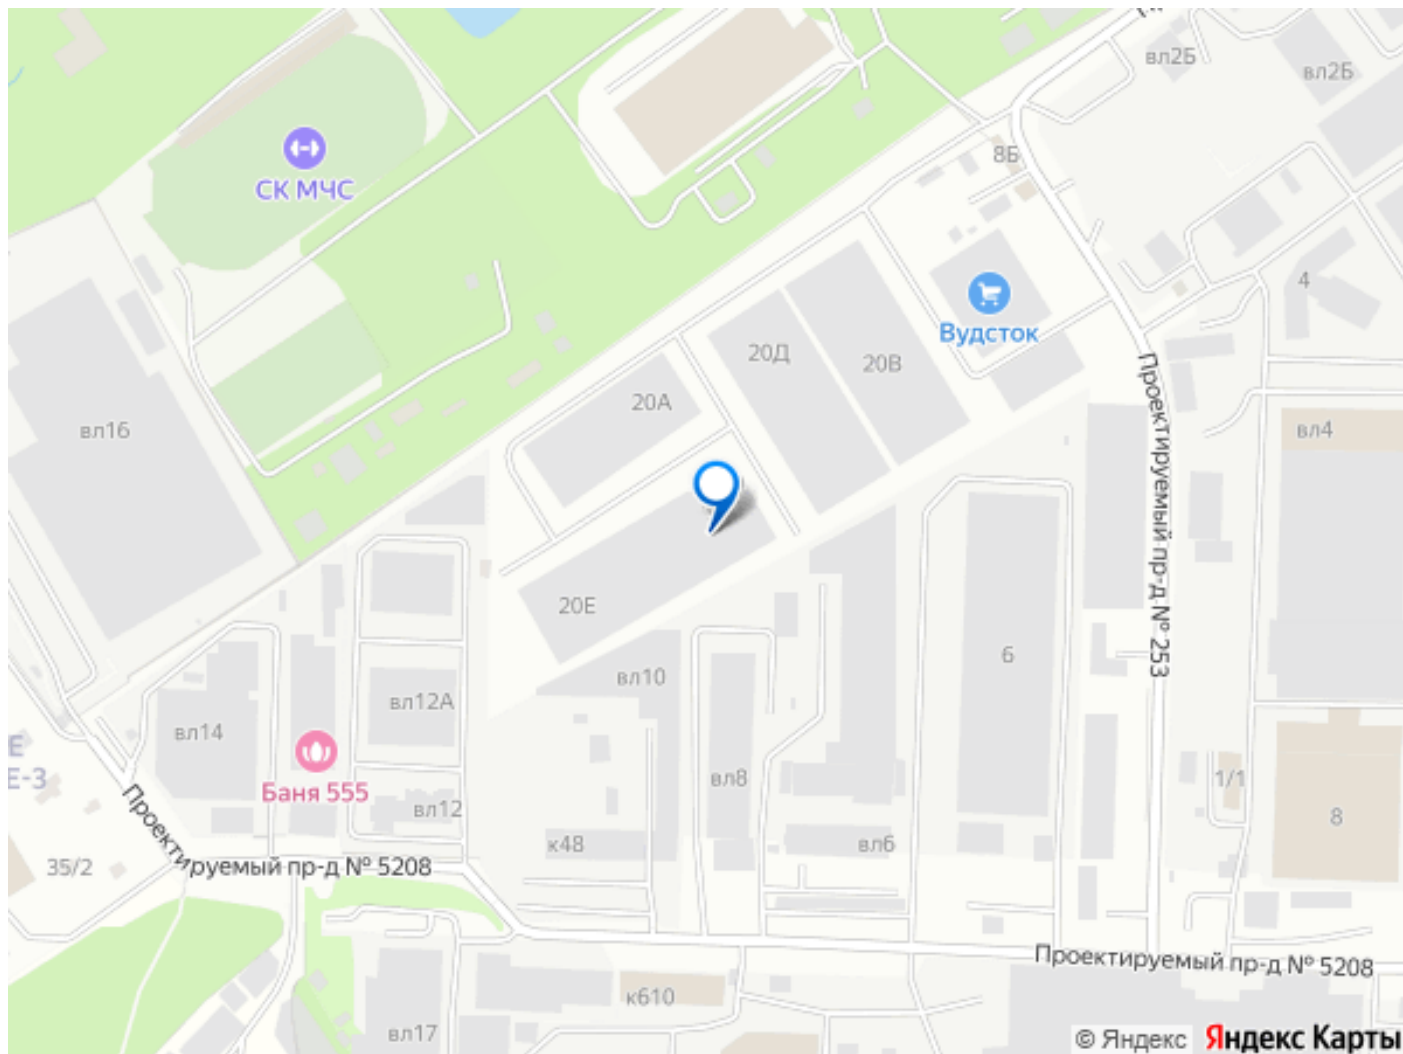 вл2Б
вл2Б
8Б
СК МЧС
4
Вудсток
20Д
20В
20А
вл16
вл4
Проектируемый пр-д № 253
20Е
6
вл10
вл12А
вл14
Е
Е-3
Баня 555
вл8
1/1
вл12
8
к48
вл6
35/2
Проектируемый пр-д № 5208
Проектируемый пр-д № 5208
к610
вл17
© Яндекс Яндекс Карты